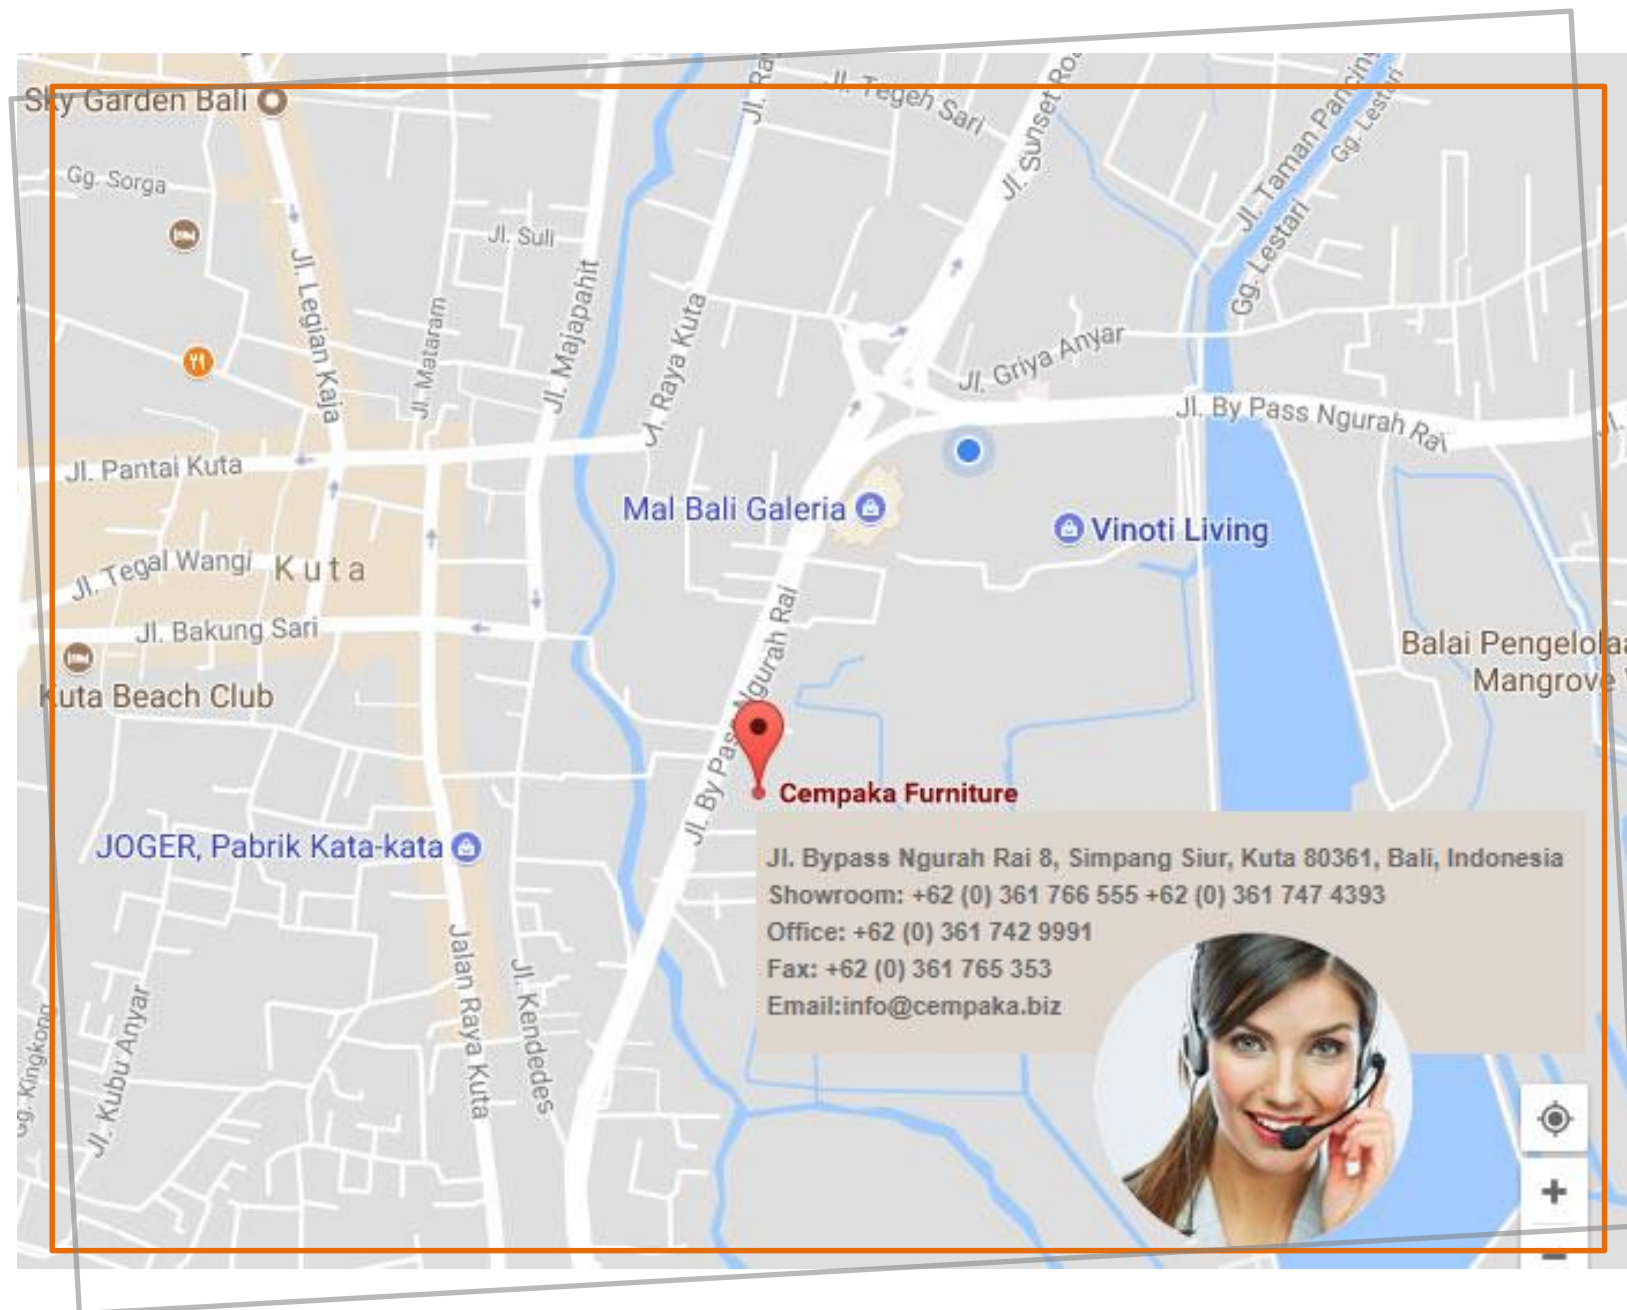 Jl. Ra
Jl. Tegeh Sari
Jl. Sunset Roa
Jl. Taman Pancing
Gg. Lestari
Sky Garden Bali
Gg. Sorga
Jl. Suli
Gg. Lestari
Jl. Legian Kaja
Jl. Mataram
Jl. Majapahit
Jl. Raya Kuta
Jl. Griya Anyar
Jl. By Pass Ngurah Rai
Jl.
Jl. Pantai Kuta
Mal Bali Galeria
Vinoti Living
Jl. Tegal Wangi
Kuta
Jl. Bakung Sari
Jl. By Pass Ngurah Rai
Balai Pengelolaa
Mangrove
Kuta Beach Club
Cempaka Furniture
JOGER, Pabrik Kata-kata
Jl. Bypass Ngurah Rai 8, Simpang Siur, Kuta 80361, Bali, Indonesia
Showroom: +62 (0) 361 766 555 +62 (0) 361 747 4393
Office: +62 (0) 361 742 9991
Fax: +62 (0) 361 765 353
Email:info@cempaka.biz
Jalan Raya Kuta
Jl. Kendedes
Jl. Kubu Anyar
Gg. Kingkong